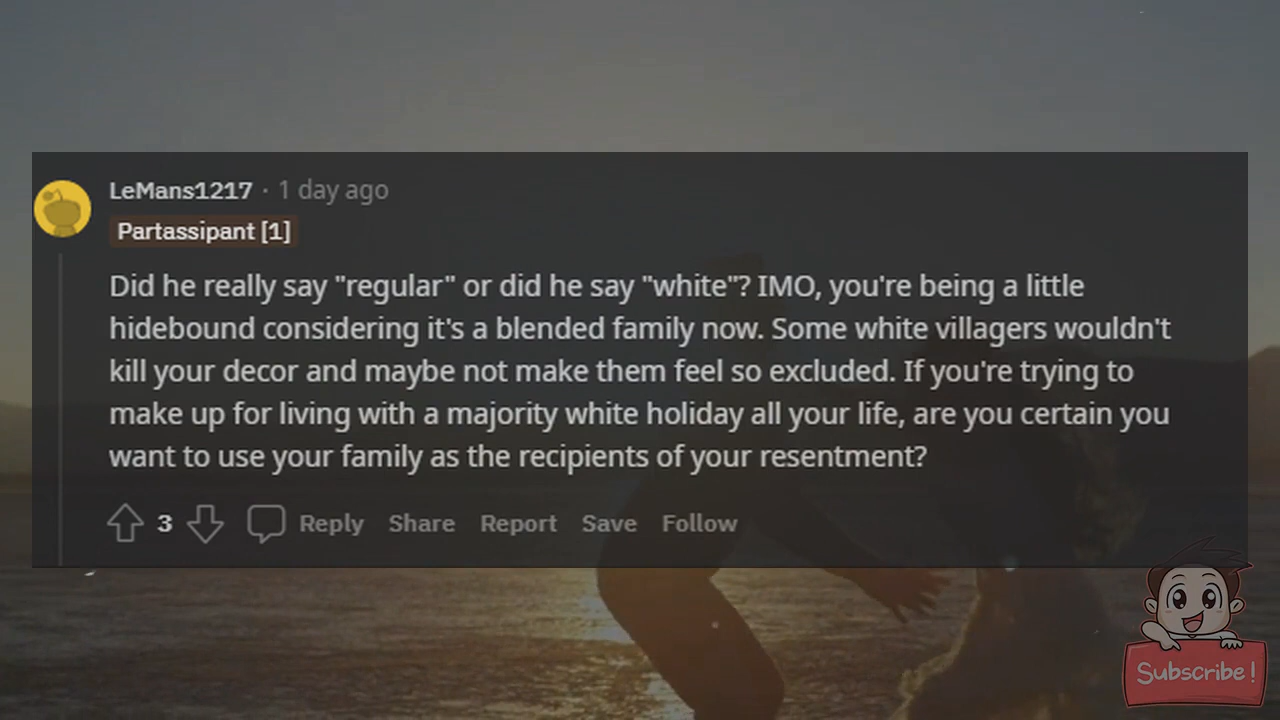 LeMans1217 · 1 day ago
Partassipant [1]
Did he really say "regular" or did he say "white"? IMO, you're being a little
hidebound considering it's a blended family now. Some white villagers wouldn't
kill your decor and maybe not make them feel so excluded. If you're trying to
make up for living with a majority white holiday all your life, are you certain you
want to use your family as the recipients of your resentment?
3 Reply Share Report Save Follow
Subscribe!